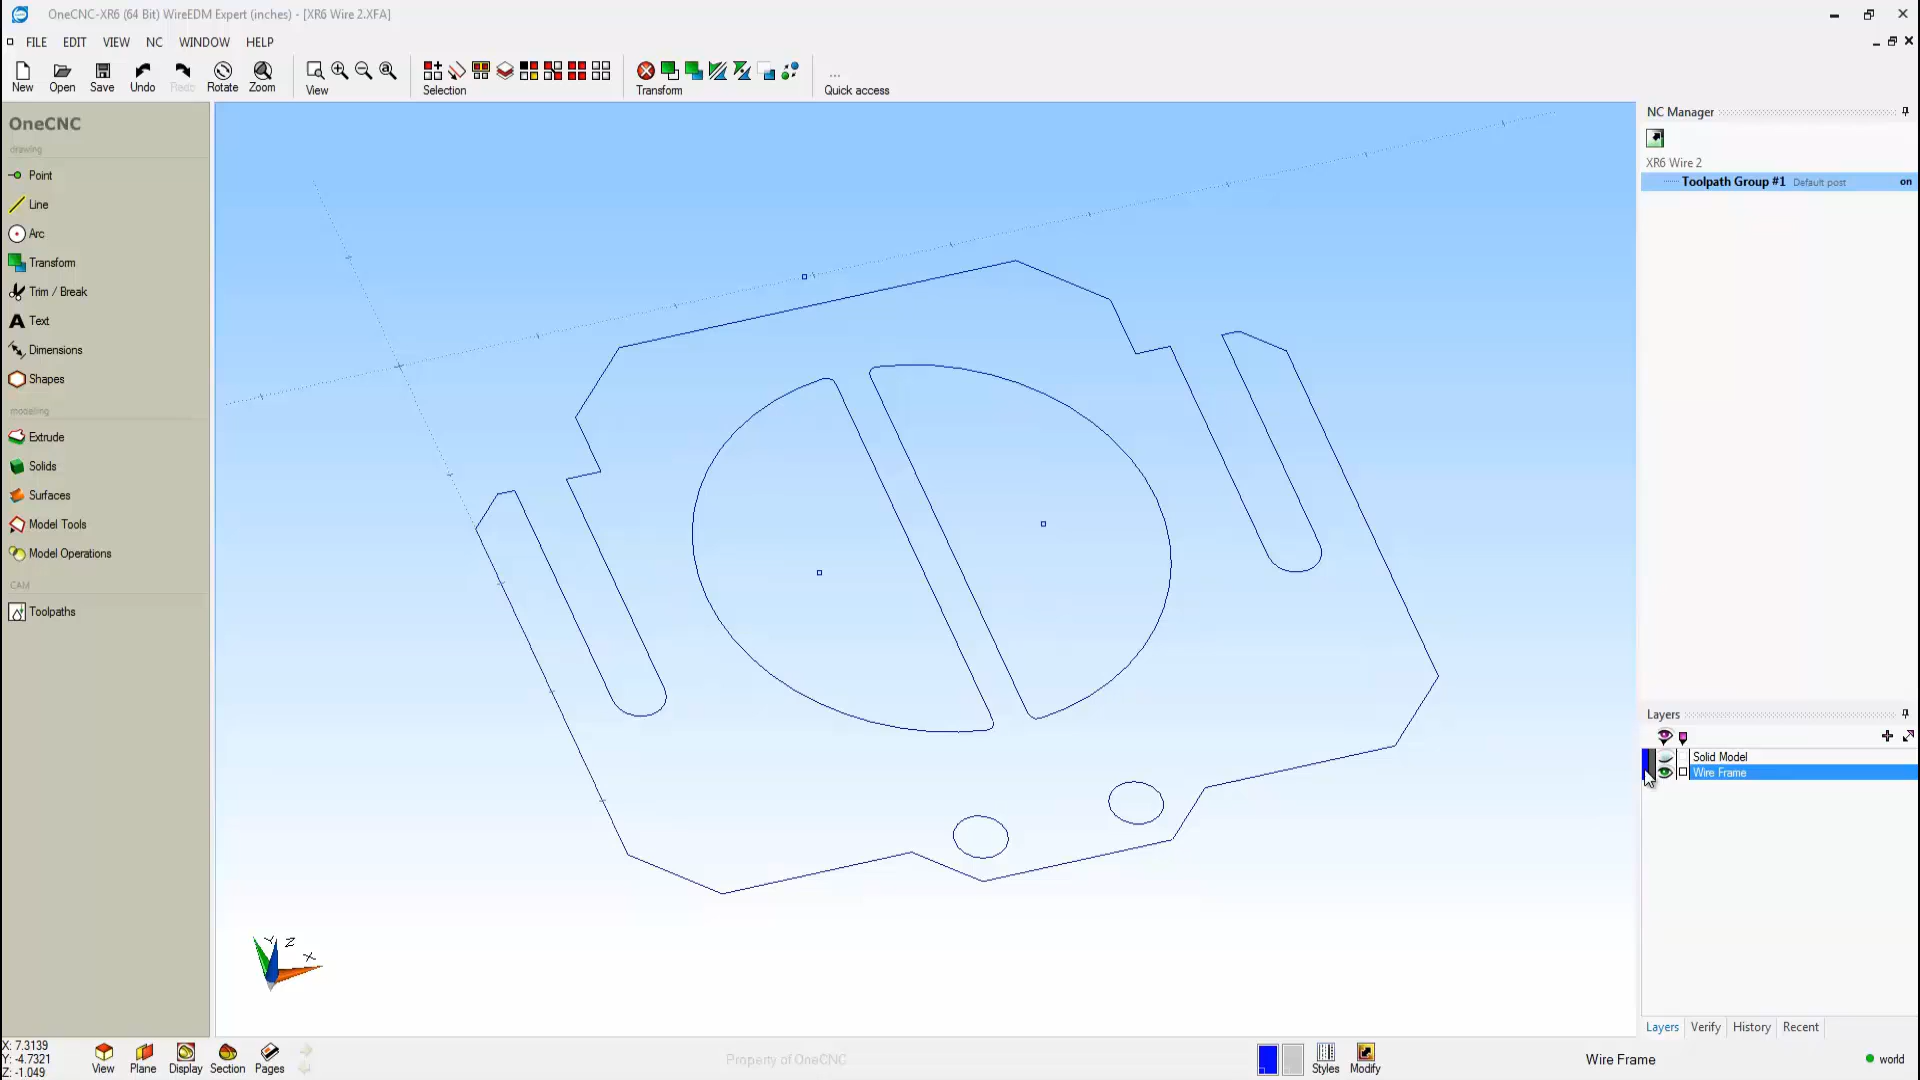 OneCNC-XR6 (64 Bit) WireEDM Expert (inches) - [XR6 Wire 2.XFA]
FILE EDIT VIEW NC WINDOW HELP
New Open Save Undo Redo Rotate Zoom View Selection Transform ... Quick access
OneCNC
drawing
Point
Line
Arc
Transform
Trim / Break
Text
Dimensions
Shapes
modelling
Extrude
Solids
Surfaces
Model Tools
Model Operations
CAM
Toolpaths
NC Manager
XR6 Wire 2
Toolpath Group #1 Default post on
Layers
Solid Model
Wire Frame
Layers Verify History Recent
Y Z X
X: 7.3139
Y: -4.7321
Z: -1.049
View Plane Display Section Pages
Property of OneCNC
Styles Modify
Wire Frame
world